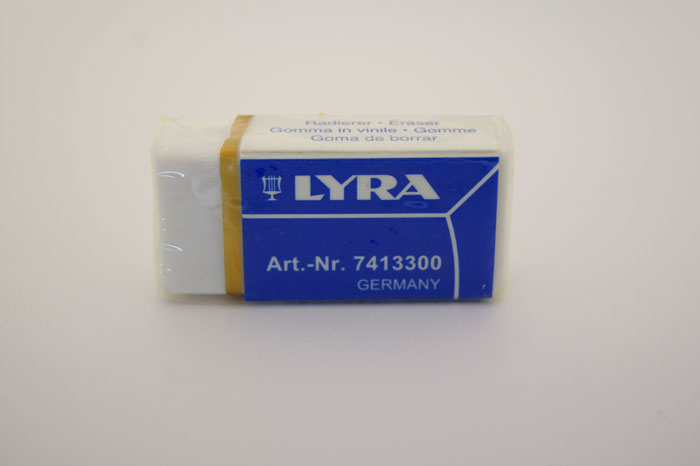 Radierer • Eraser
Gomma in vinile • Gomme
Goma de borrar
LYRA
Art.-Nr. 7413300
GERMANY